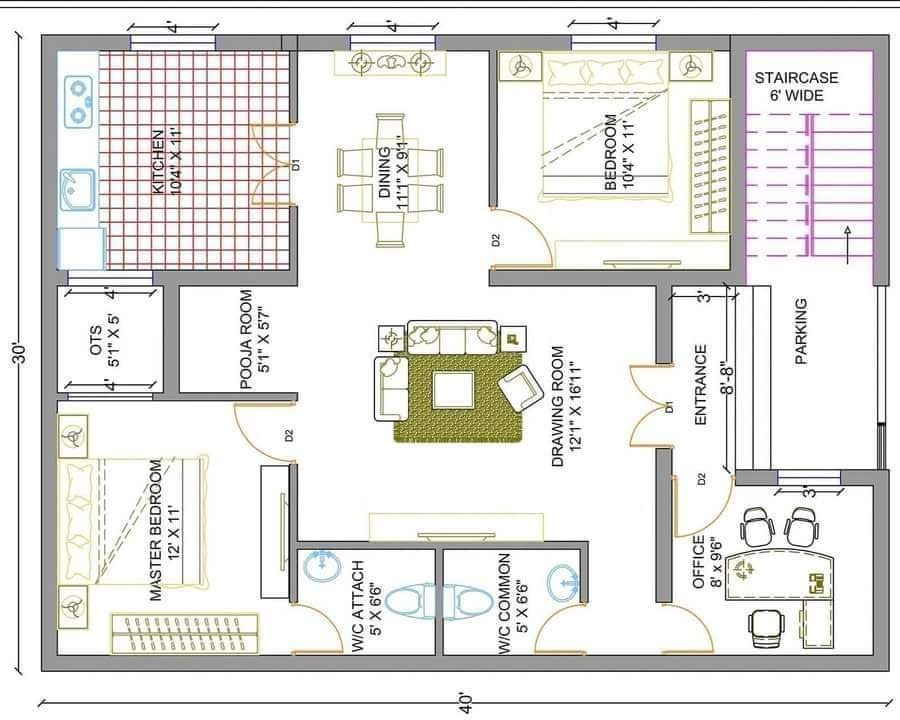 4'
4'
4'
STAIRCASE
6' WIDE
KITCHEN
10'4" X 11'
D1
DINING
11'1" X 9'1"
BEDROOM
10'4" X 11'
D2
30'
4'
OTS
5'1" X 5'
4'
POOJA ROOM
5'1" X 5'7"
DRAWING ROOM
12'1" X 16'11"
3'
ENTRANCE
8'-8"
PARKING
D1
D2
D2
3'
MASTER BEDROOM
12' X 11'
W/C ATTACH
5' X 6'6"
W/C COMMON
5' X 6'6"
OFFICE
8' X 9'6"
40'